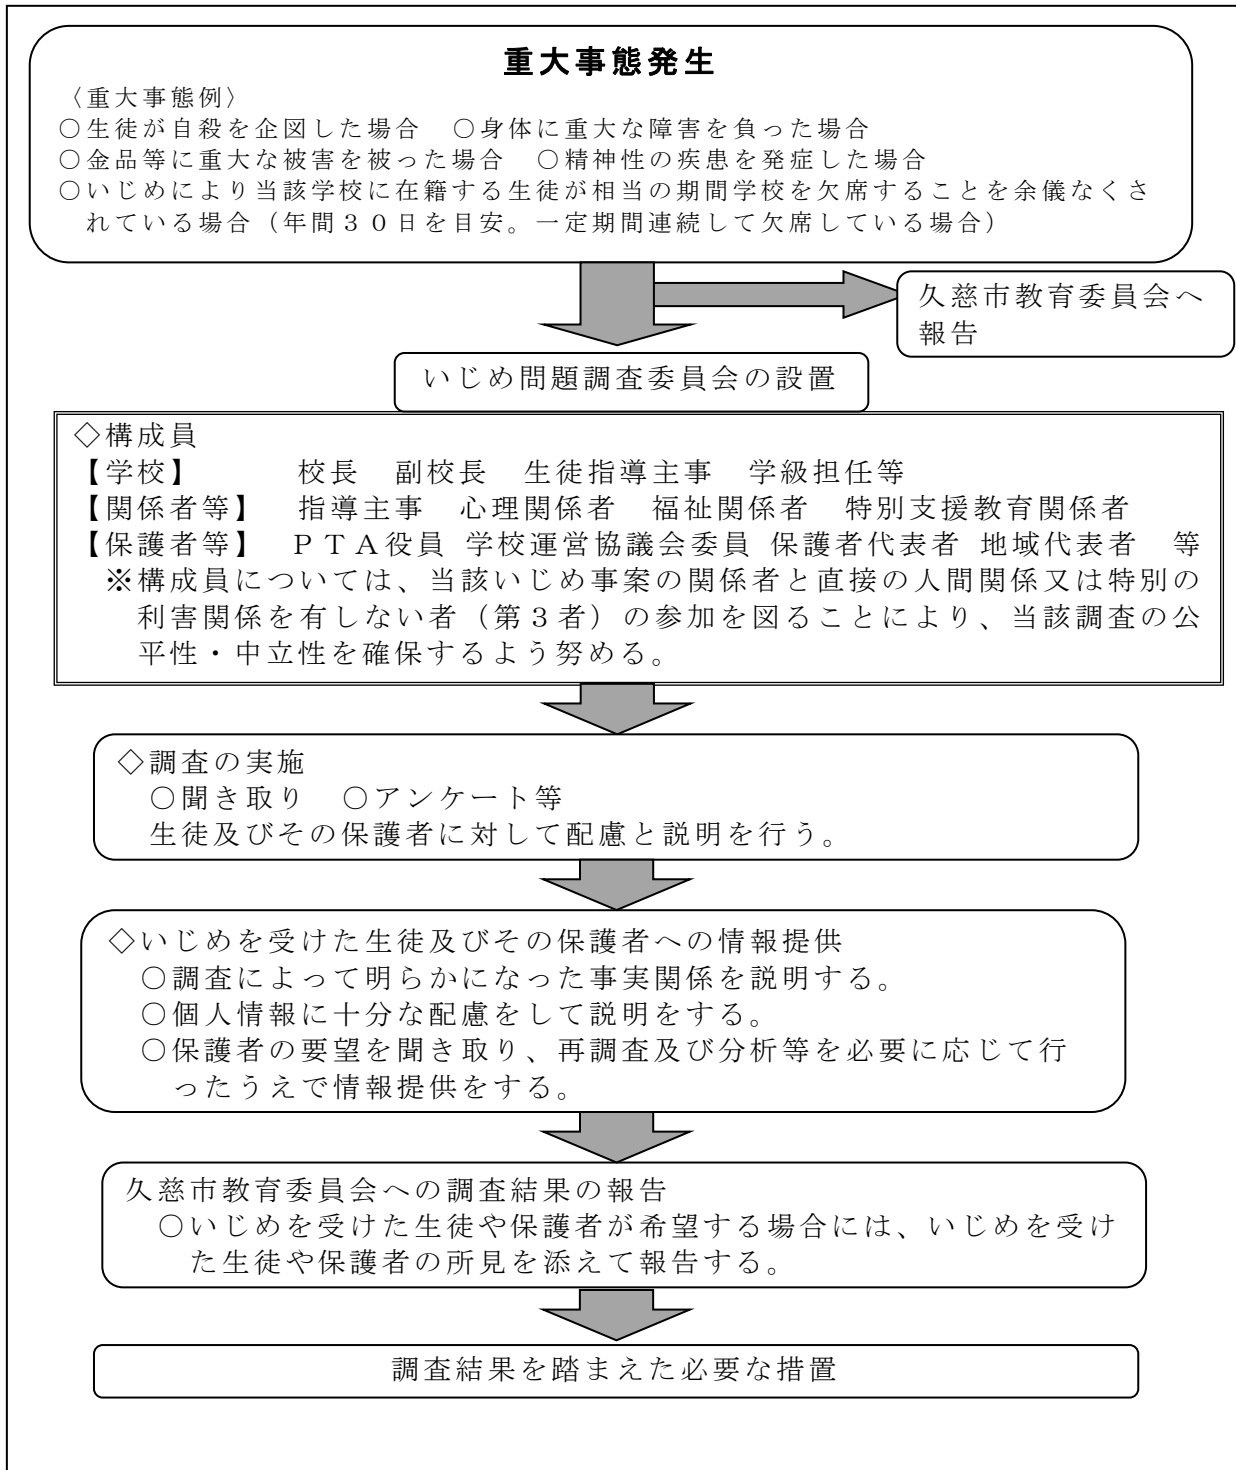 重大事態発生
〈重大事態例〉
○生徒が自殺を企図した場合　○身体に重大な障害を負った場合
○金品等に重大な被害を被った場合　○精神性の疾患を発症した場合
○いじめにより当該学校に在籍する生徒が相当の期間学校を欠席することを余儀なくさ
れている場合（年間３０日を目安。一定期間連続して欠席している場合）
久慈市教育委員会へ
報告
いじめ問題調査委員会の設置
◇構成員
【学校】　校長　副校長　生徒指導主事　学級担任等
【関係者等】　指導主事　心理関係者　福祉関係者　特別支援教育関係者
【保護者等】　ＰＴＡ役員　学校運営協議会委員　保護者代表者　地域代表者　等
※構成員については、当該いじめ事案の関係者と直接の人間関係又は特別の
利害関係を有しない者（第３者）の参加を図ることにより、当該調査の公
平性・中立性を確保するよう努める。
◇調査の実施
○聞き取り　○アンケート等
生徒及びその保護者に対して配慮と説明を行う。
◇いじめを受けた生徒及びその保護者への情報提供
○調査によって明らかになった事実関係を説明する。
○個人情報に十分な配慮をして説明をする。
○保護者の要望を聞き取り、再調査及び分析等を必要に応じて行
ったうえで情報提供をする。
久慈市教育委員会への調査結果の報告
○いじめを受けた生徒や保護者が希望する場合には、いじめを受け
た生徒や保護者の所見を添えて報告する。
調査結果を踏まえた必要な措置